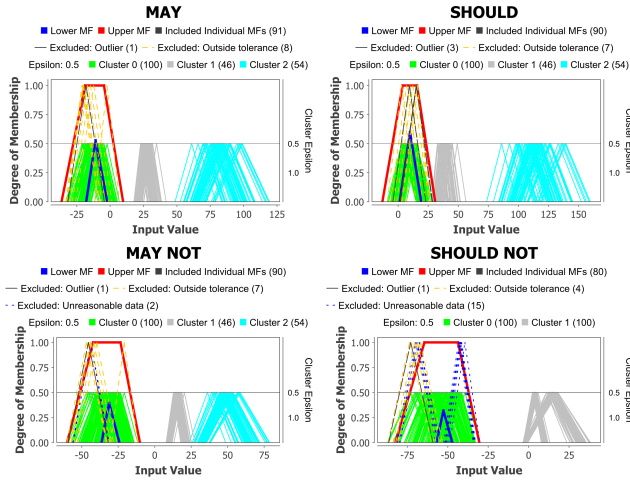 MAY
Lower MF Upper MF Included Individual MFs (91)
Excluded: Outlier (1) Excluded: Outside tolerance (8)
Epsilon: 0.5 Cluster 0 (100) Cluster 1 (46) Cluster 2 (54)
Degree of Membership
1.00
0.75
0.50
0.25
0.00
-25 0 25 50 75 100 125
Input Value
Cluster Epsilon
0.5
1.0
SHOULD
Lower MF Upper MF Included Individual MFs (90)
Excluded: Outlier (3) Excluded: Outside tolerance (7)
Epsilon: 0.5 Cluster 0 (100) Cluster 1 (46) Cluster 2 (54)
Degree of Membership
1.00
0.75
0.50
0.25
0.00
-25 0 25 50 75 100 125 150
Input Value
Cluster Epsilon
0.5
1.0
MAY NOT
Lower MF Upper MF Included Individual MFs (90)
Excluded: Outlier (1) Excluded: Outside tolerance (7)
Excluded: Unreasonable data (2)
Epsilon: 0.5 Cluster 0 (100) Cluster 1 (46) Cluster 2 (54)
Degree of Membership
1.00
0.75
0.50
0.25
0.00
-50 -25 0 25 50 75
Input Value
Cluster Epsilon
0.5
1.0
SHOULD NOT
Lower MF Upper MF Included Individual MFs (80)
Excluded: Outlier (1) Excluded: Outside tolerance (4)
Excluded: Unreasonable data (15)
Epsilon: 0.5 Cluster 0 (100) Cluster 1 (100)
Degree of Membership
1.00
0.75
0.50
0.25
0.00
-75 -50 -25 0 25
Input Value
Cluster Epsilon
0.5
1.0